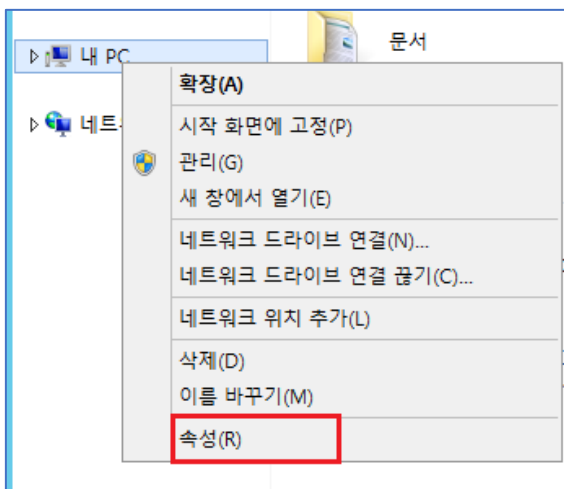 문서
내 PC
확장(A)
네트
시작 화면에 고정(P)
관리(G)
새 창에서 열기(E)
네트워크 드라이브 연결(N)...
네트워크 드라이브 연결 끊기(C)...
네트워크 위치 추가(L)
삭제(D)
이름 바꾸기(M)
속성(R)